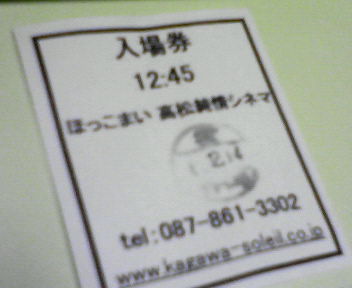 入場券
12:45
ほっこまい 高松純情シネマ
12.14
tel:087-861-3302
www.kagawa-soleil.co.jp